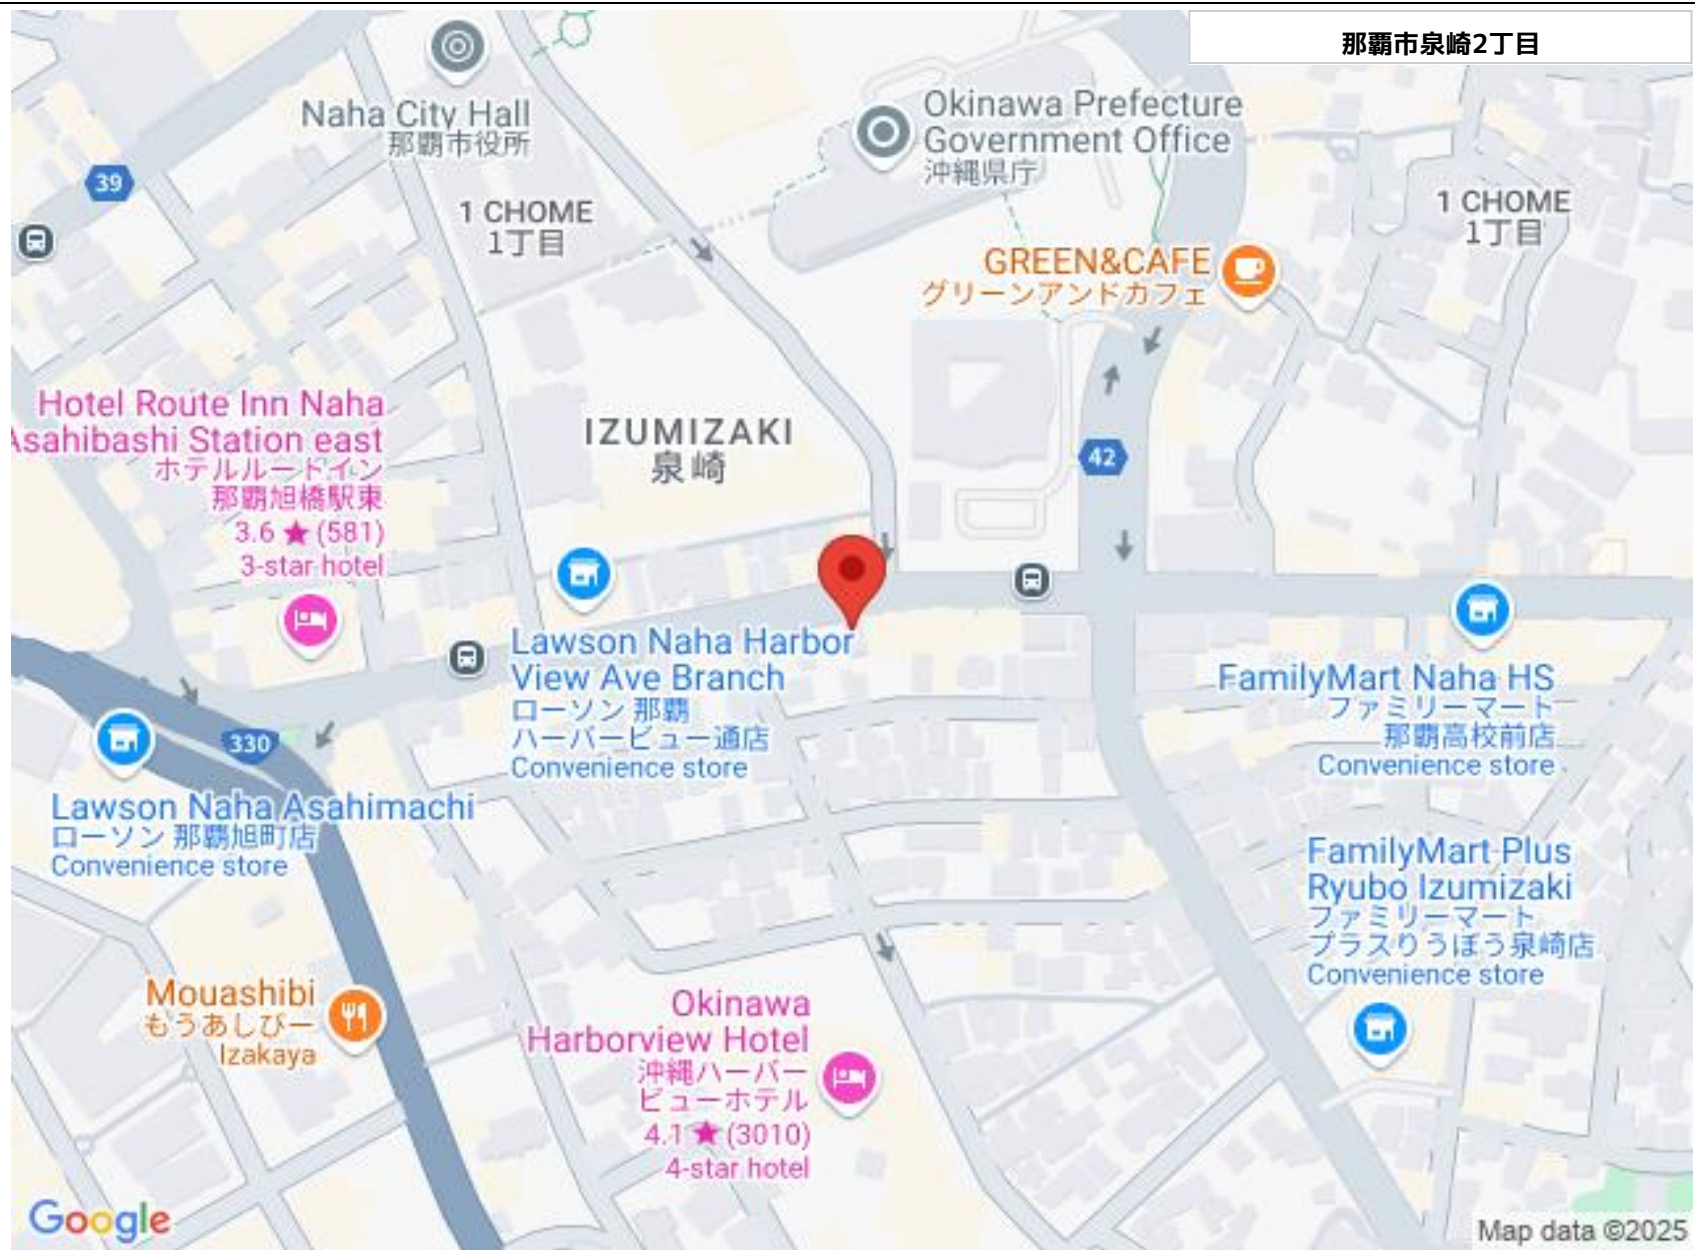 那覇市泉崎2丁目
Naha City Hall
那覇市役所
Okinawa Prefecture
Government Office
沖縄県庁
39
1 CHOME
1丁目
1 CHOME
1丁目
GREEN&CAFE
グリーンアンドカフェ
Hotel Route Inn Naha
Asahibashi Station east
ホテルルートイン
那覇旭橋駅東
3.6 ★ (581)
3-star hotel
IZUMIZAKI
泉崎
42
Lawson Naha Harbor
View Ave Branch
ローソン 那覇
ハーバービュー通店
Convenience store
FamilyMart Naha HS
ファミリーマート
那覇高校前店
Convenience store
330
Lawson Naha Asahimachi
ローソン 那覇旭町店
Convenience store
FamilyMart Plus
Ryubo Izumizaki
ファミリーマート
プラスりうぼう泉崎店
Convenience store
Mouashibi
もうあしびー
Izakaya
Okinawa
Harborview Hotel
沖縄ハーバー
ビューホテル
4.1 ★ (3010)
4-star hotel
Google
Map data ©2025